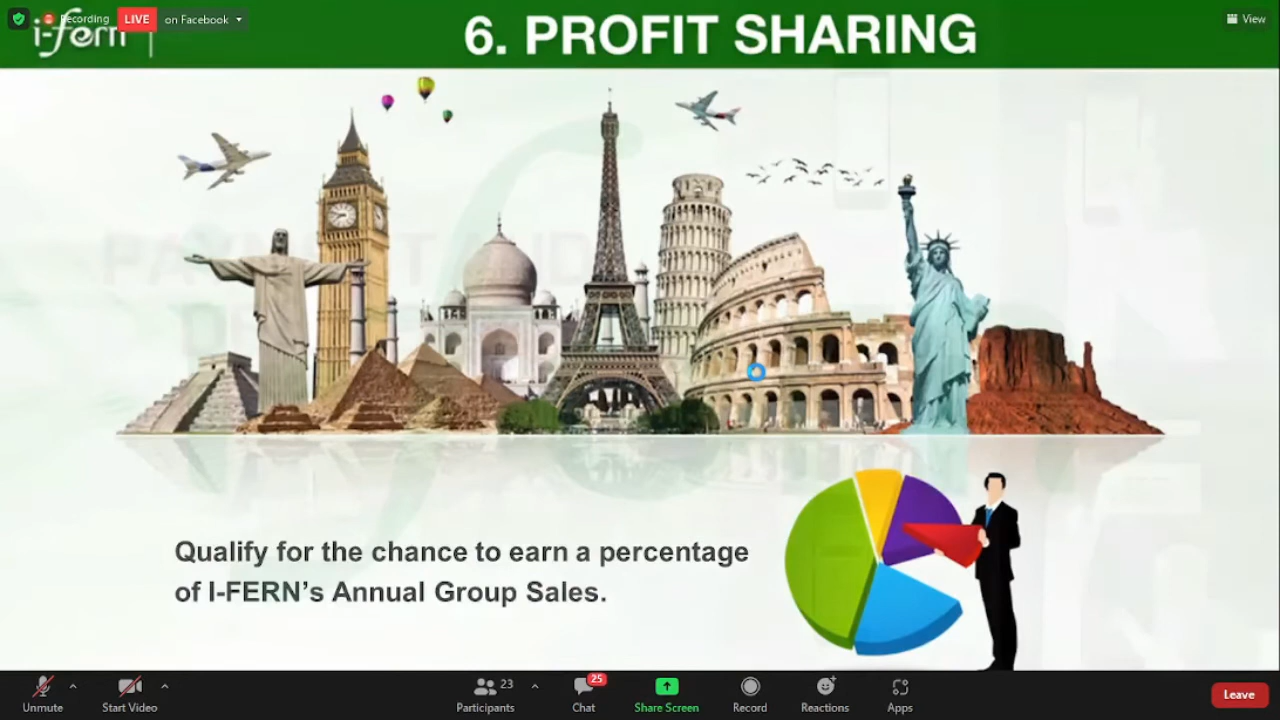 Recording
LIVE
on Facebook
View
i-fern
6. PROFIT SHARING
Qualify for the chance to earn a percentage
of I-FERN's Annual Group Sales.
Unmute
Start Video
23
Participants
25
Chat
Share Screen
Record
Reactions
Apps
Leave